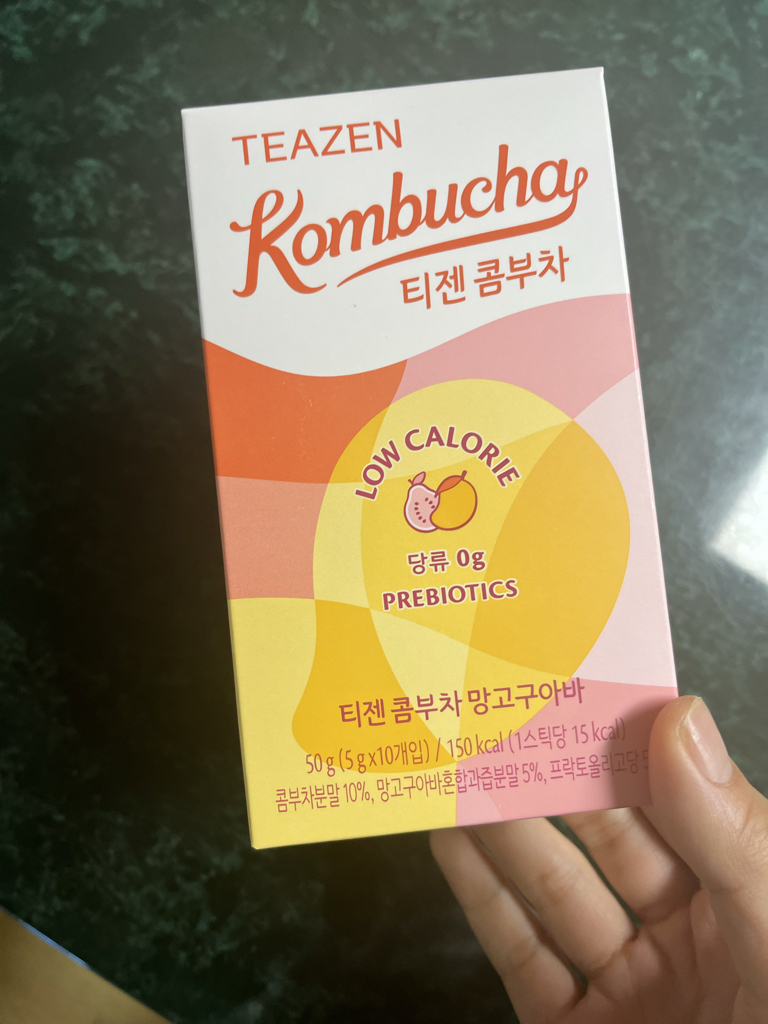 TEAZEN
Kombucha
티젠 콤부차
LOW CALORIE
당류 0g
PREBIOTICS
티젠 콤부차 망고구아바
50 g (5 g x10개입) / 150 kcal (1스틱당 15 kcal)
콤부차분말 10%, 망고구아바혼합과즙분말 5%, 프락토올리고당